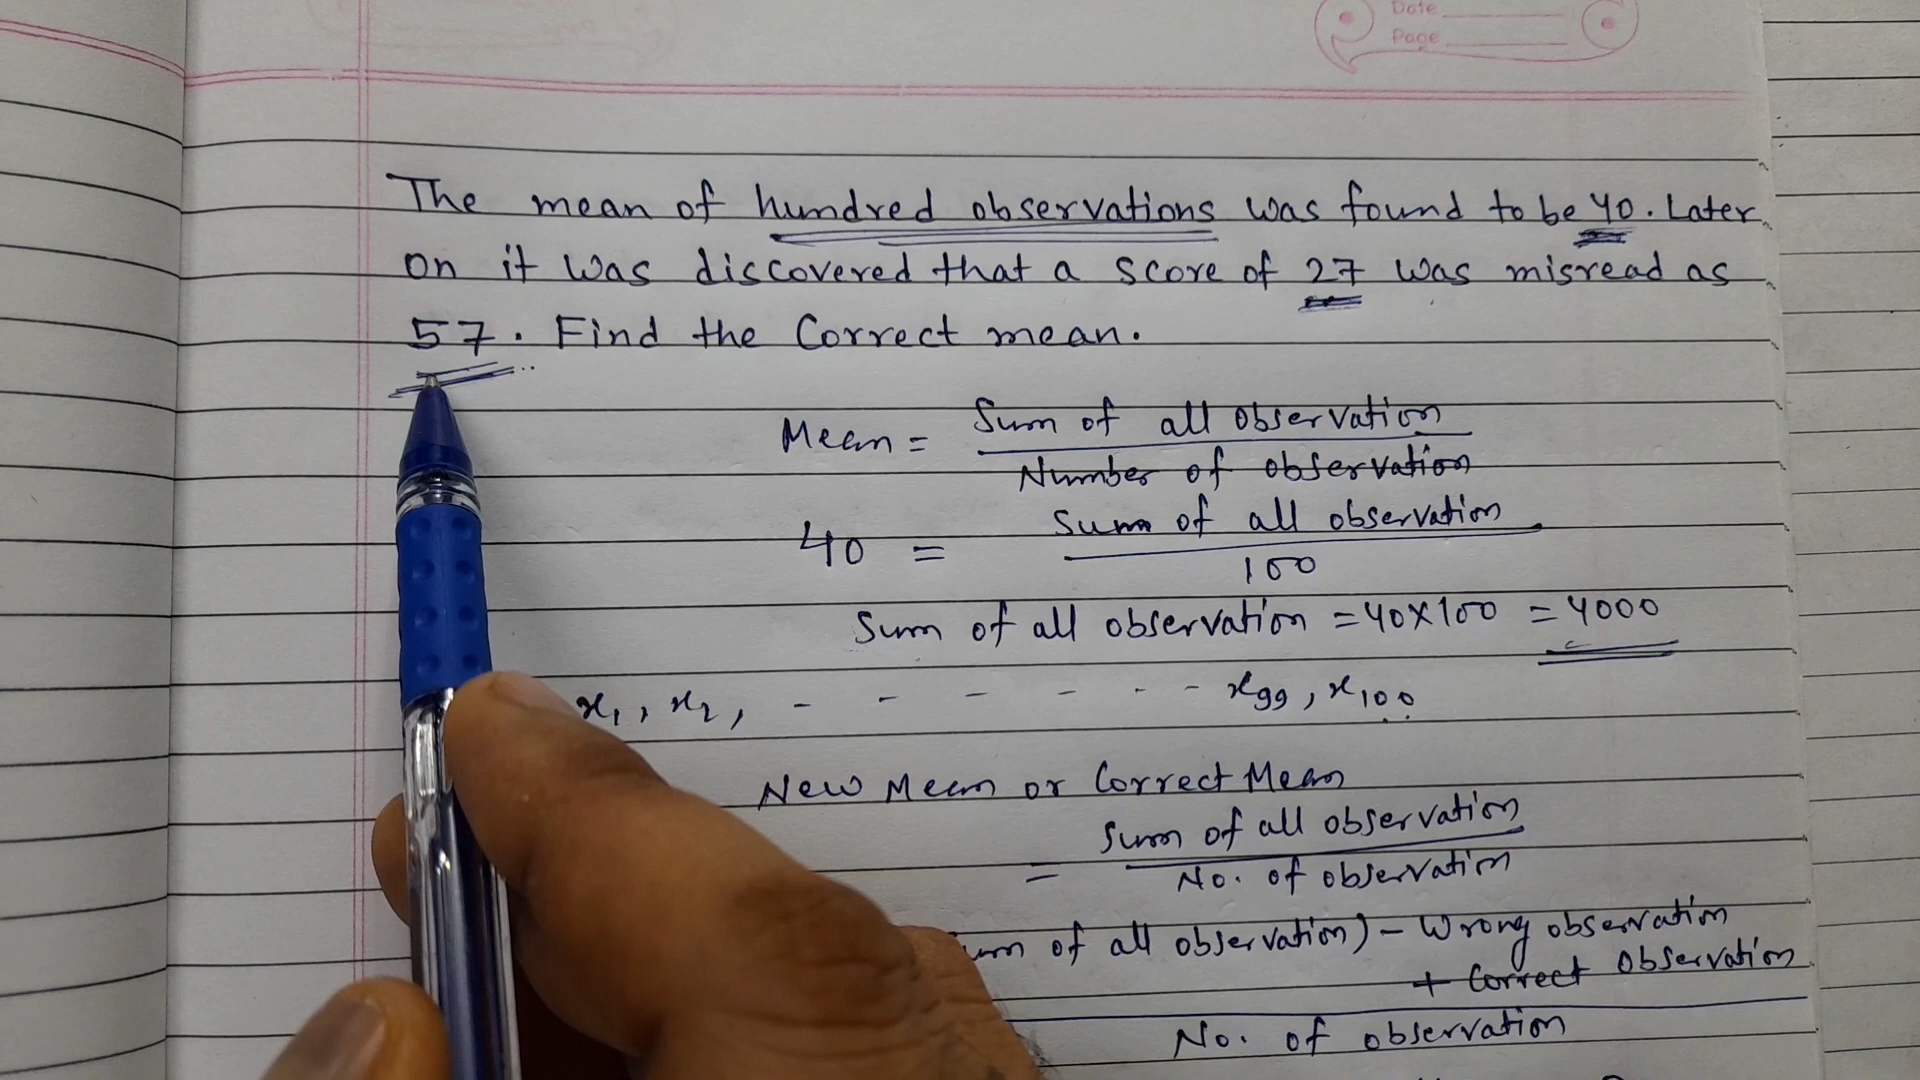 Date
Page
The mean of hundred observations was found to be 40. Later
on it was discovered that a score of 27 was misread as
57. Find the Correct mean.
Mean = Sum of all observation
Number of observation
40 = Sum of all observation
100
Sum of all observation = 40×100 = 4000
x1, x2, - - - - - x99, x100
New Mean or Correct Mean
= Sum of all observation
No. of observation
of all observation) - Wrong observation
+ Correct observation
No. of observation